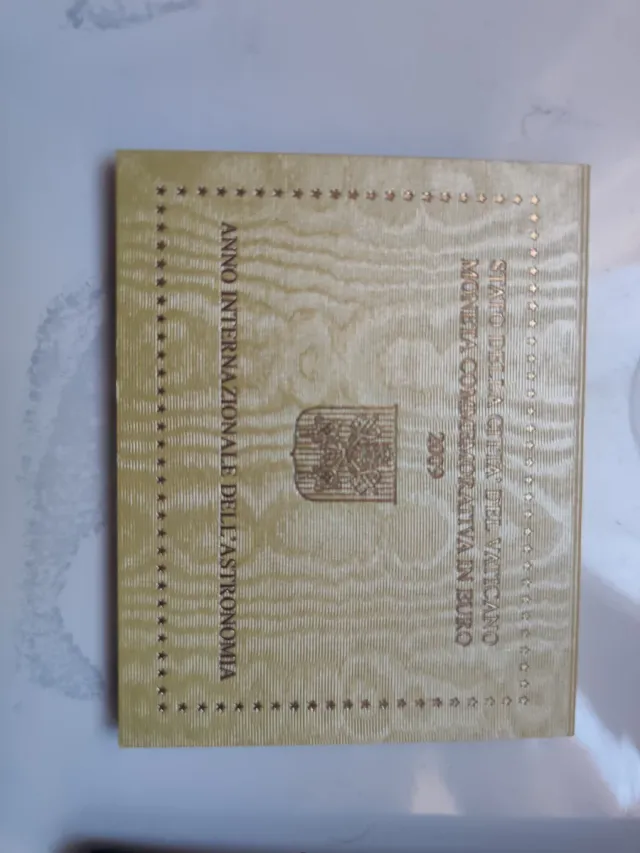 STATO DELLA CITTA' DEL VATICANO
MONETA COMMEMORATIVA IN EURO
2009
ANNO INTERNAZIONALE DELL'ASTRONOMIA